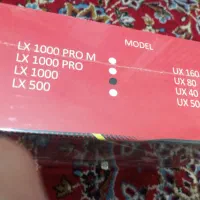 MODEL
LX 1000 PRO M
LX 1000 PRO
LX 1000
LX 500
UX 160
UX 80
UX 40
UX 50